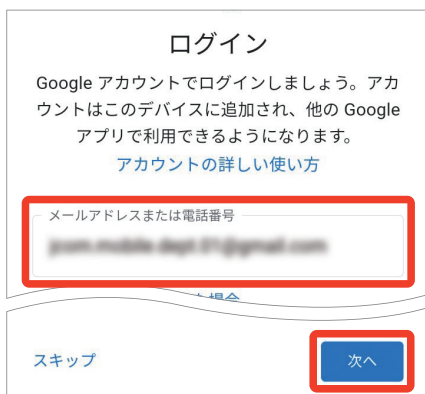 ログイン
Google アカウントでログインしましょう。アカ
ウントはこのデバイスに追加され、他の Google
アプリで利用できるようになります。
アカウントの詳しい使い方
メールアドレスまたは電話番号
スキップ
次へ